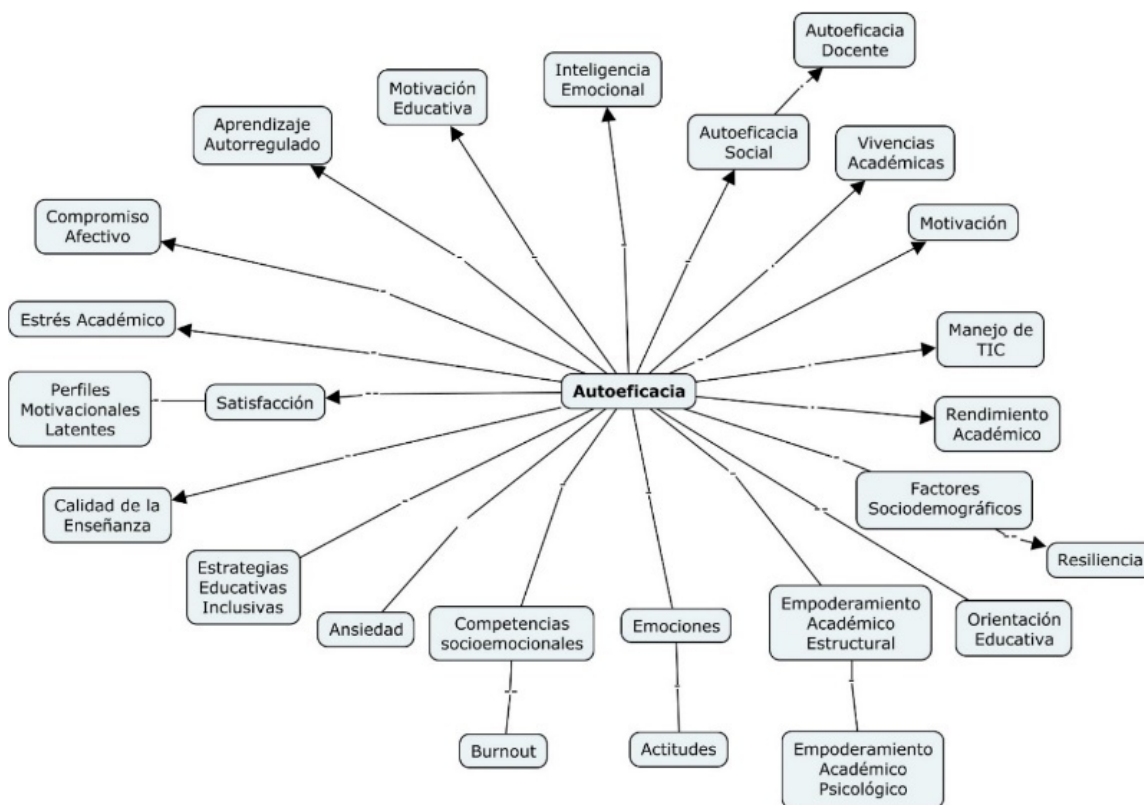 Autoeficacia
Docente
Inteligencia
Emocional
Motivación
Educativa
Aprendizaje
Autorregulado
Autoeficacia
Social
Vivencias
Académicas
Compromiso
Afectivo
Motivación
Estrés Académico
Manejo de
TIC
Perfiles
Motivacionales
Latentes
Satisfacción
Autoeficacia
Rendimiento
Académico
Calidad de la
Enseñanza
Factores
Sociodemográficos
Resiliencia
Estrategias
Educativas
Inclusivas
Ansiedad
Competencias
socioemocionales
Emociones
Empoderamiento
Académico
Estructural
Orientación
Educativa
Burnout
Actitudes
Empoderamiento
Académico
Psicológico